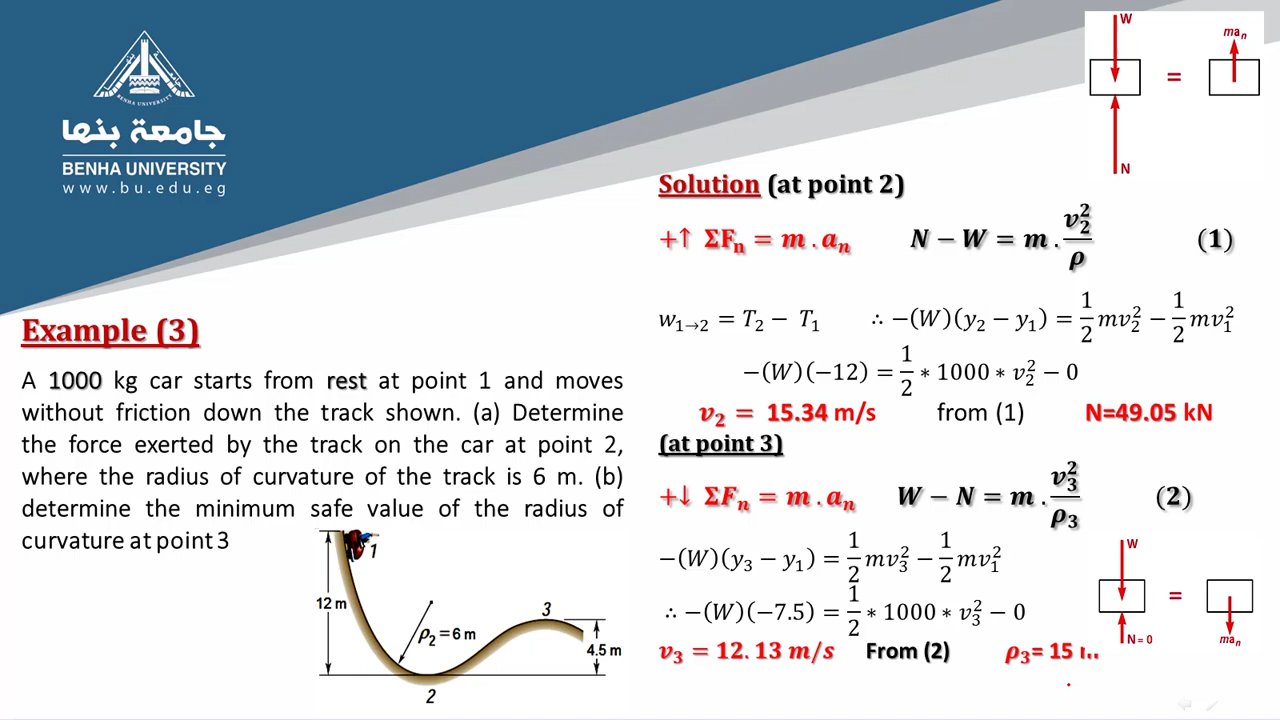 BENHA UNIVERSITY
جامعة بنها
BENHA UNIVERSITY
www.bu.edu.eg
Example (3)
A 1000 kg car starts from rest at point 1 and moves
without friction down the track shown. (a) Determine
the force exerted by the track on the car at point 2,
where the radius of curvature of the track is 6 m. (b)
determine the minimum safe value of the radius of
curvature at point 3
1
12 m
ρ₂ = 6 m
3
4.5 m
2
W
=
maₙ
N
Solution (at point 2)
+↑ ΣFₙ = m . aₙ N − W = m . v₂²/ρ (1)
w₁→₂ = T₂ − T₁ ∴ −(W)(y₂ − y₁) = 1/2 mv₂² − 1/2 mv₁²
−(W)(−12) = 1/2 ∗ 1000 ∗ v₂² − 0
v₂ = 15.34 m/s from (1) N=49.05 kN
(at point 3)
+↓ ΣFₙ = m . aₙ W − N = m . v₃²/ρ₃ (2)
−(W)(y₃ − y₁) = 1/2 mv₃² − 1/2 mv₁²
∴ −(W)(−7.5) = 1/2 ∗ 1000 ∗ v₃² − 0
v₃ = 12.13 m/s From (2) ρ₃= 15
W
=
N = 0
maₙ